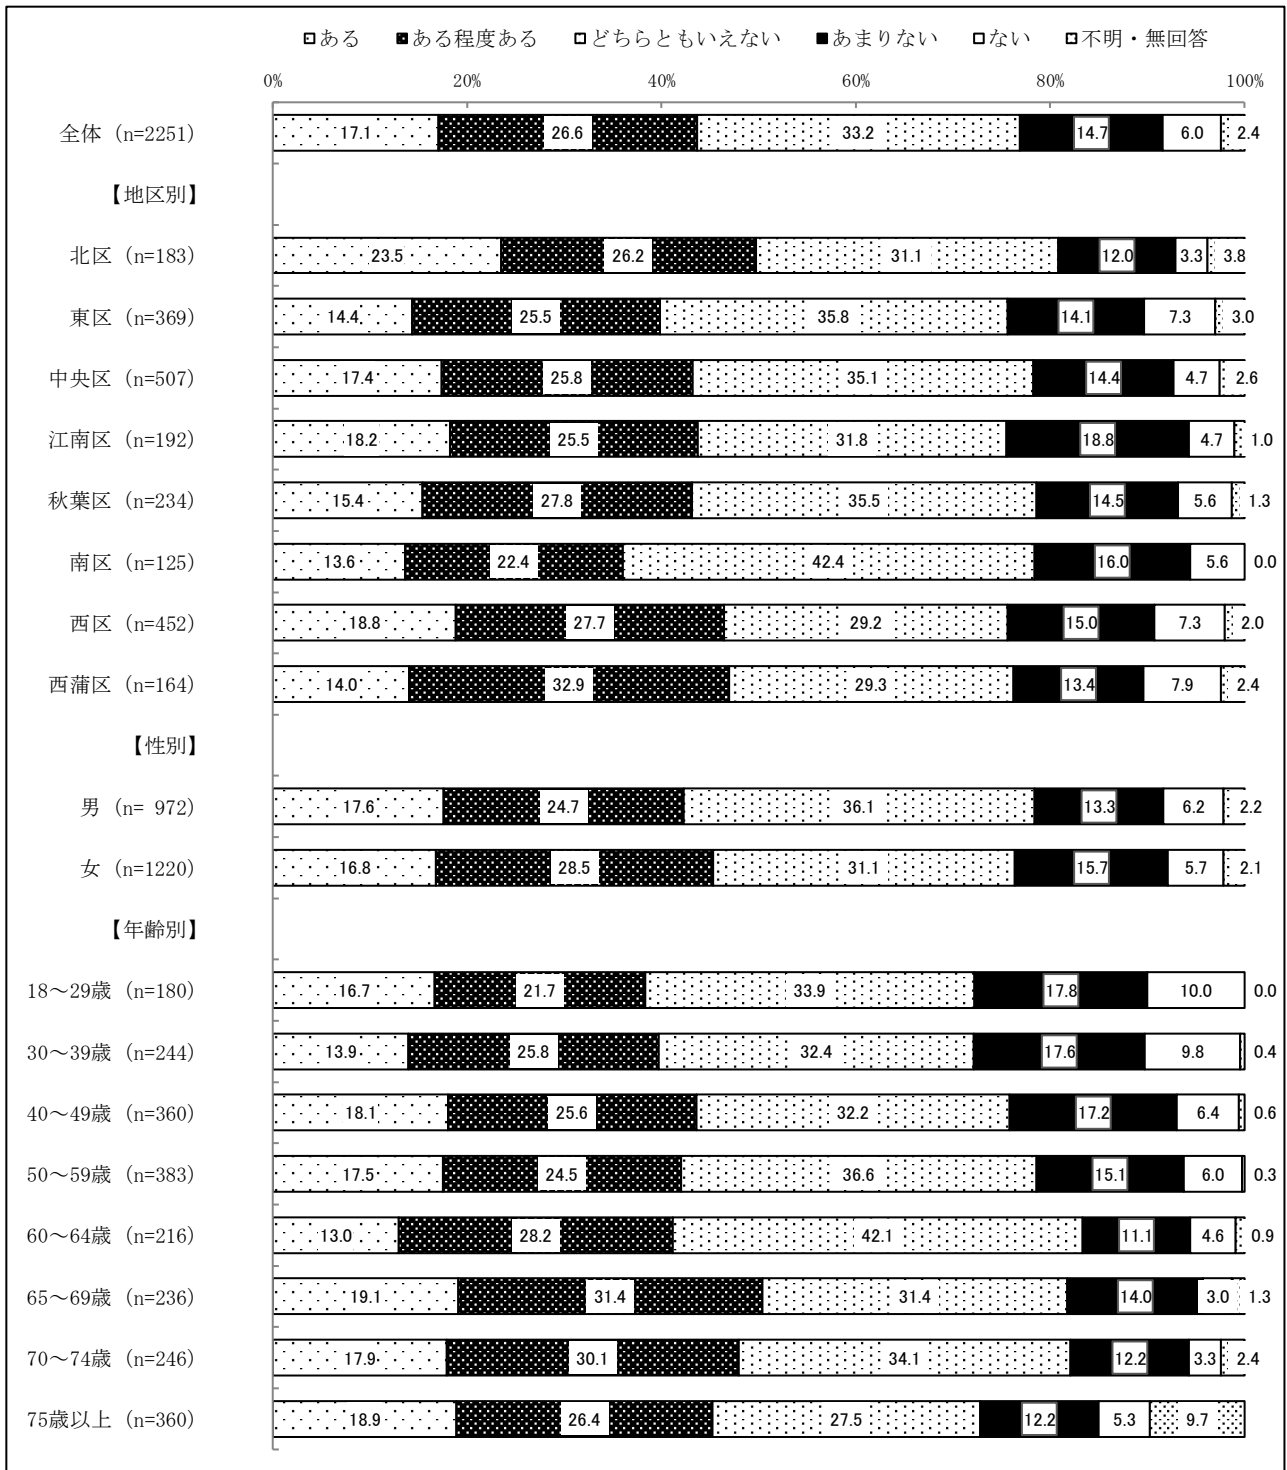 ある ある程度ある どちらともいえない あまりない ない 不明・無回答
0% 20% 40% 60% 80% 100%
全体 (n=2251) 17.1 26.6 33.2 14.7 6.0 2.4
【地区別】
北区 (n=183) 23.5 26.2 31.1 12.0 3.3 3.8
東区 (n=369) 14.4 25.5 35.8 14.1 7.3 3.0
中央区 (n=507) 17.4 25.8 35.1 14.4 4.7 2.6
江南区 (n=192) 18.2 25.5 31.8 18.8 4.7 1.0
秋葉区 (n=234) 15.4 27.8 35.5 14.5 5.6 1.3
南区 (n=125) 13.6 22.4 42.4 16.0 5.6 0.0
西区 (n=452) 18.8 27.7 29.2 15.0 7.3 2.0
西蒲区 (n=164) 14.0 32.9 29.3 13.4 7.9 2.4
【性別】
男 (n= 972) 17.6 24.7 36.1 13.3 6.2 2.2
女 (n=1220) 16.8 28.5 31.1 15.7 5.7 2.1
【年齢別】
18～29歳 (n=180) 16.7 21.7 33.9 17.8 10.0 0.0
30～39歳 (n=244) 13.9 25.8 32.4 17.6 9.8 0.4
40～49歳 (n=360) 18.1 25.6 32.2 17.2 6.4 0.6
50～59歳 (n=383) 17.5 24.5 36.6 15.1 6.0 0.3
60～64歳 (n=216) 13.0 28.2 42.1 11.1 4.6 0.9
65～69歳 (n=236) 19.1 31.4 31.4 14.0 3.0 1.3
70～74歳 (n=246) 17.9 30.1 34.1 12.2 3.3 2.4
75歳以上 (n=360) 18.9 26.4 27.5 12.2 5.3 9.7